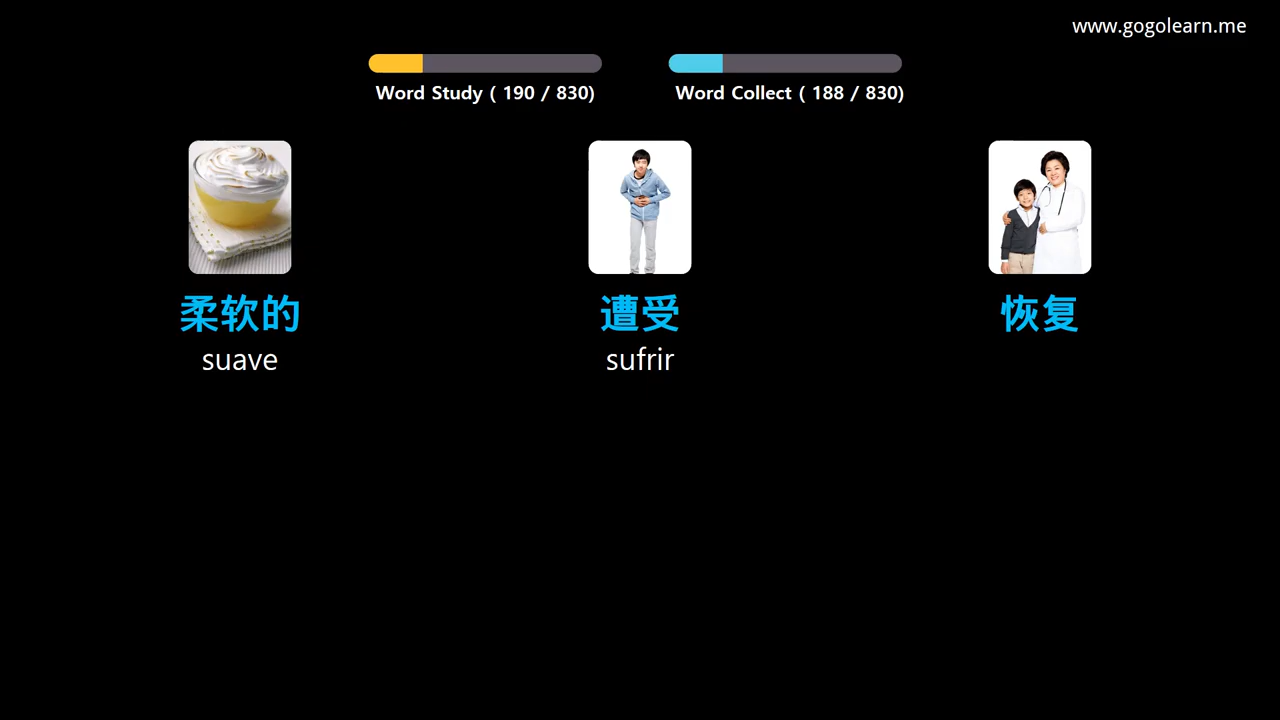 www.gogolearn.me
Word Study ( 190 / 830)
Word Collect ( 188 / 830)
柔软的
遭受
恢复
suave
sufrir